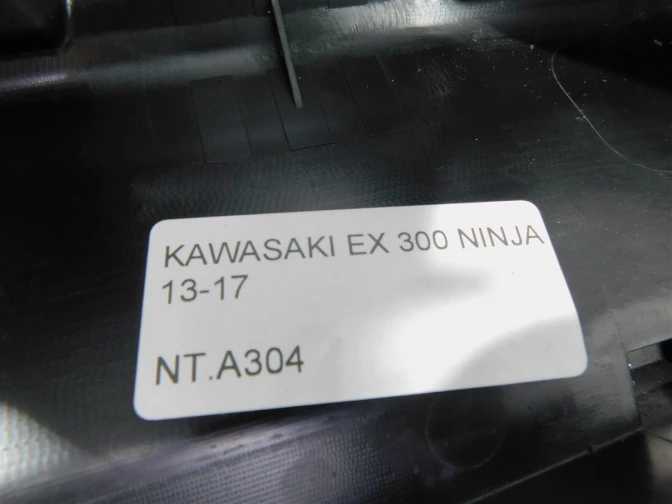 KAWASAKI EX 300 NINJA
13-17
NT.A304